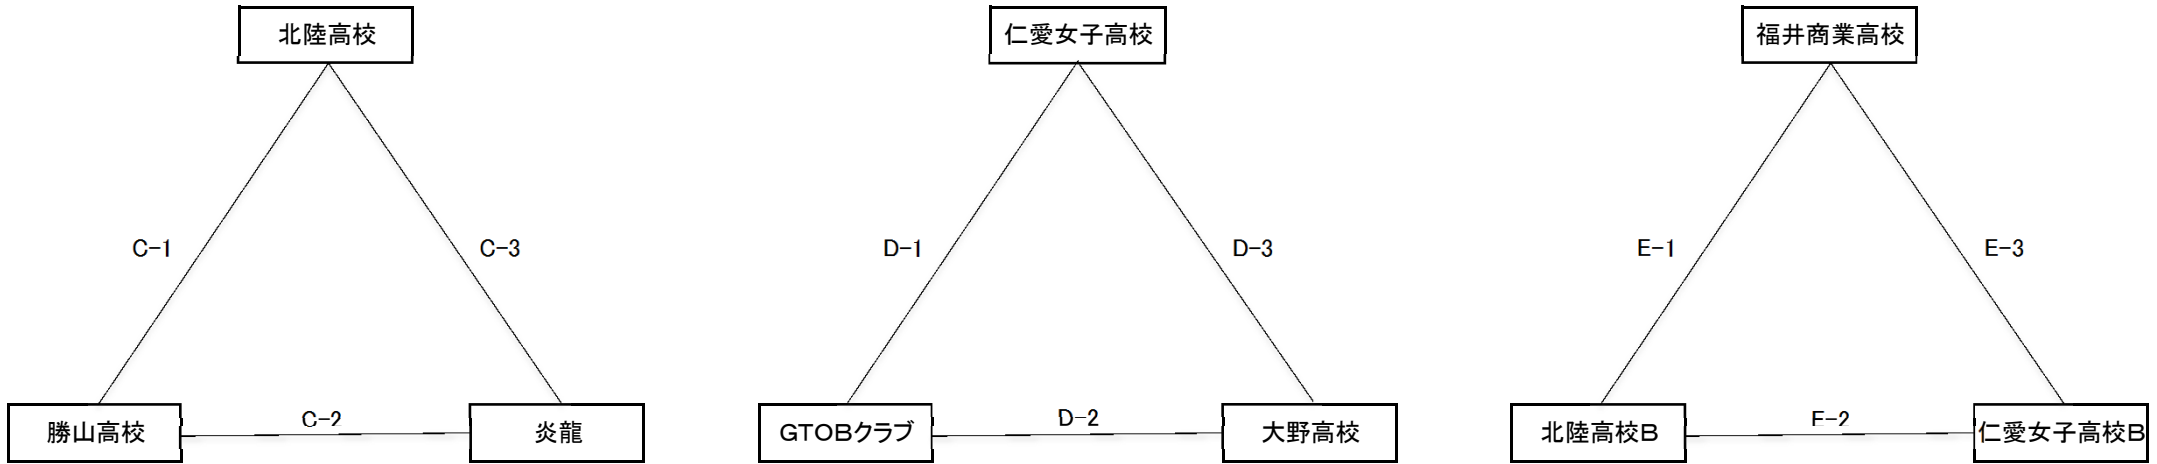 北陸高校
仁愛女子高校
福井商業高校
C-1
C-3
D-1
D-3
E-1
E-3
勝山高校
C-2
炎龍
GTOBクラブ
D-2
大野高校
北陸高校B
E-2
仁愛女子高校B